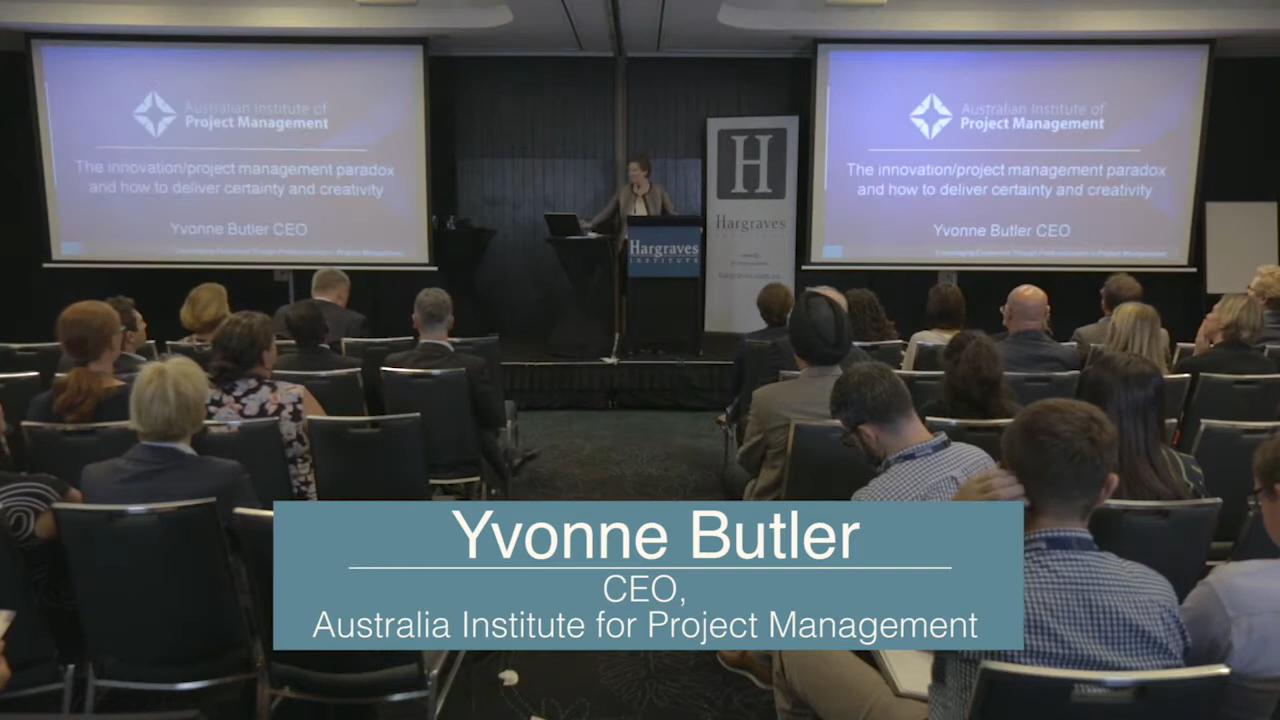 Australian Institute of
Project Management
The innovation/project management paradox
and how to deliver certainty and creativity
Yvonne Butler CEO
H
Hargraves
INSTITUTE
Hargraves
INSTITUTE
Australian Institute of
Project Management
The innovation/project management paradox
and how to deliver certainty and creativity
Yvonne Butler CEO
Yvonne Butler
CEO,
Australia Institute for Project Management